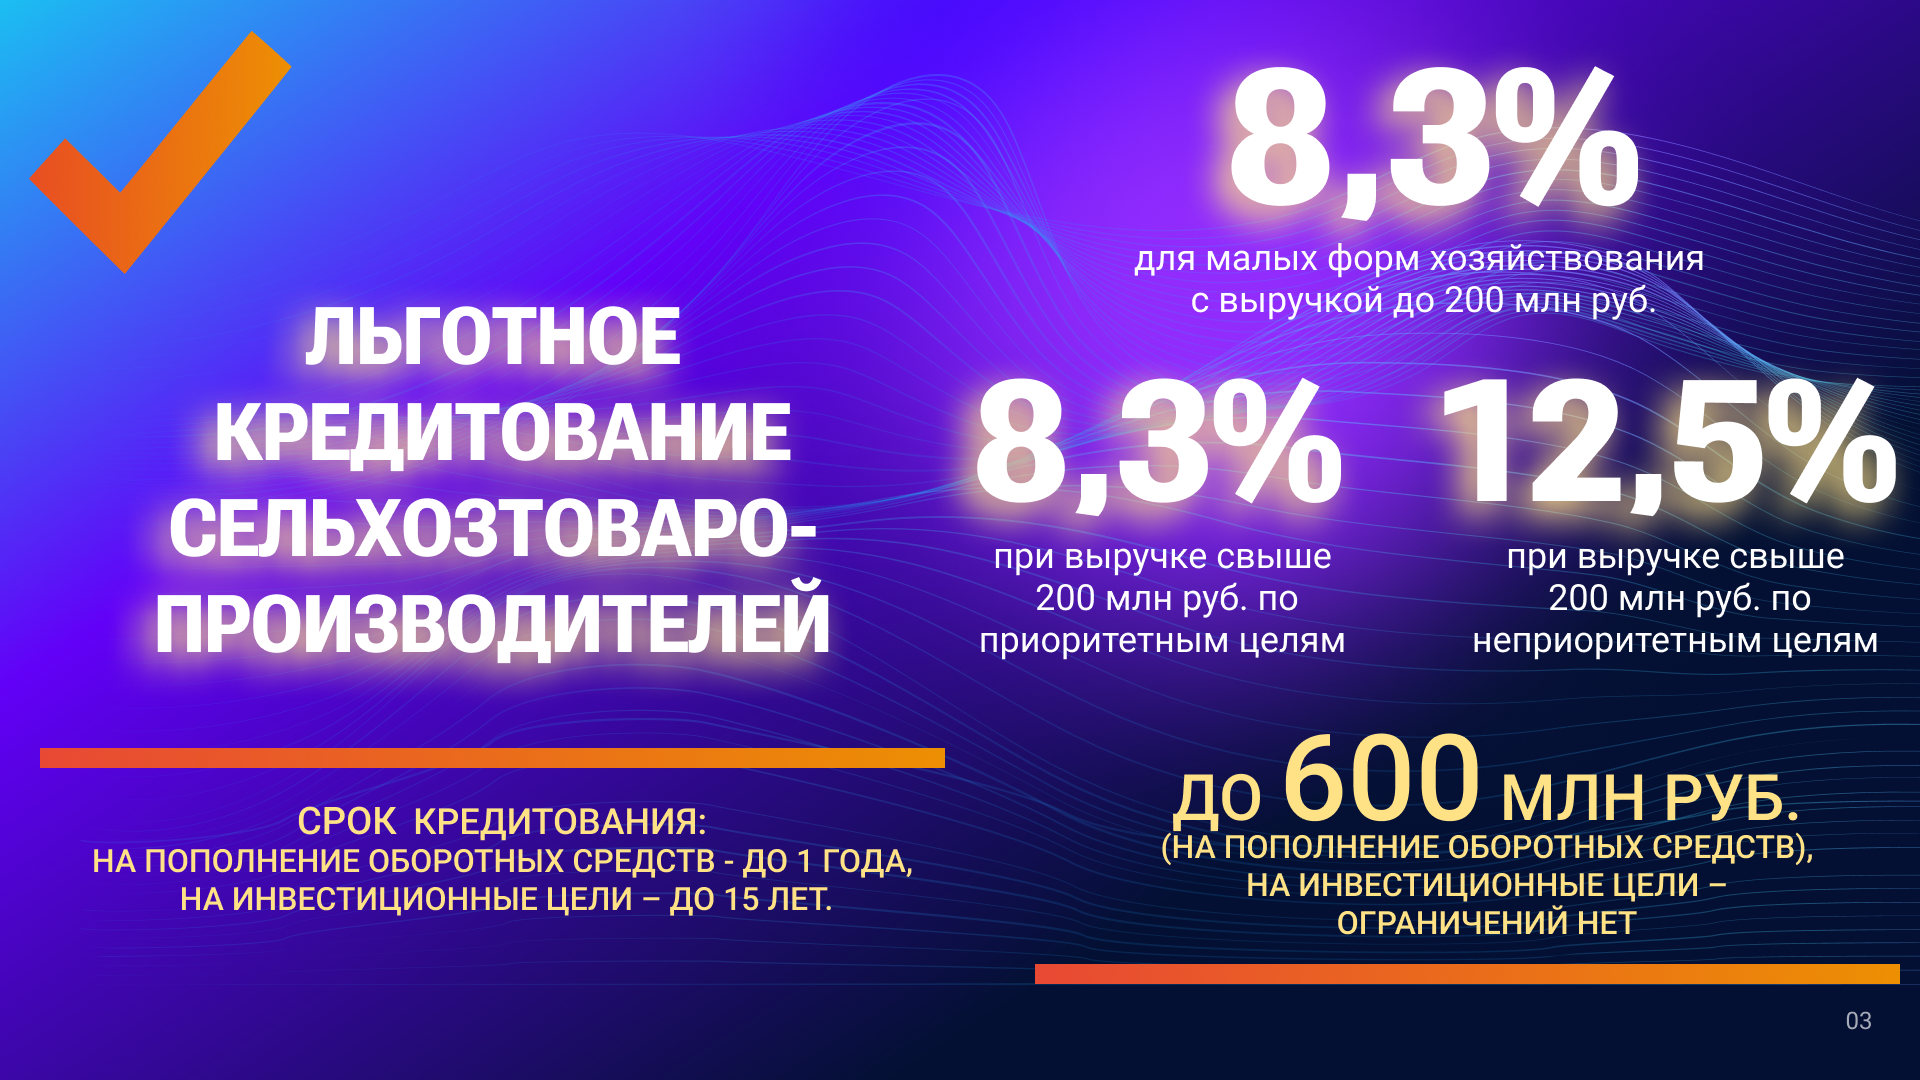 ЛЬГОТНОЕ
КРЕДИТОВАНИЕ
СЕЛЬХОЗТОВАРО-
ПРОИЗВОДИТЕЛЕЙ
СРОК КРЕДИТОВАНИЯ:
НА ПОПОЛНЕНИЕ ОБОРОТНЫХ СРЕДСТВ - ДО 1 ГОДА,
НА ИНВЕСТИЦИОННЫЕ ЦЕЛИ – ДО 15 ЛЕТ.
8,3%
для малых форм хозяйствования
с выручкой до 200 млн руб.
8,3%
при выручке свыше
200 млн руб. по
приоритетным целям
12,5%
при выручке свыше
200 млн руб. по
неприоритетным целям
ДО 600 МЛН РУБ.
(НА ПОПОЛНЕНИЕ ОБОРОТНЫХ СРЕДСТВ),
НА ИНВЕСТИЦИОННЫЕ ЦЕЛИ –
ОГРАНИЧЕНИЙ НЕТ
03